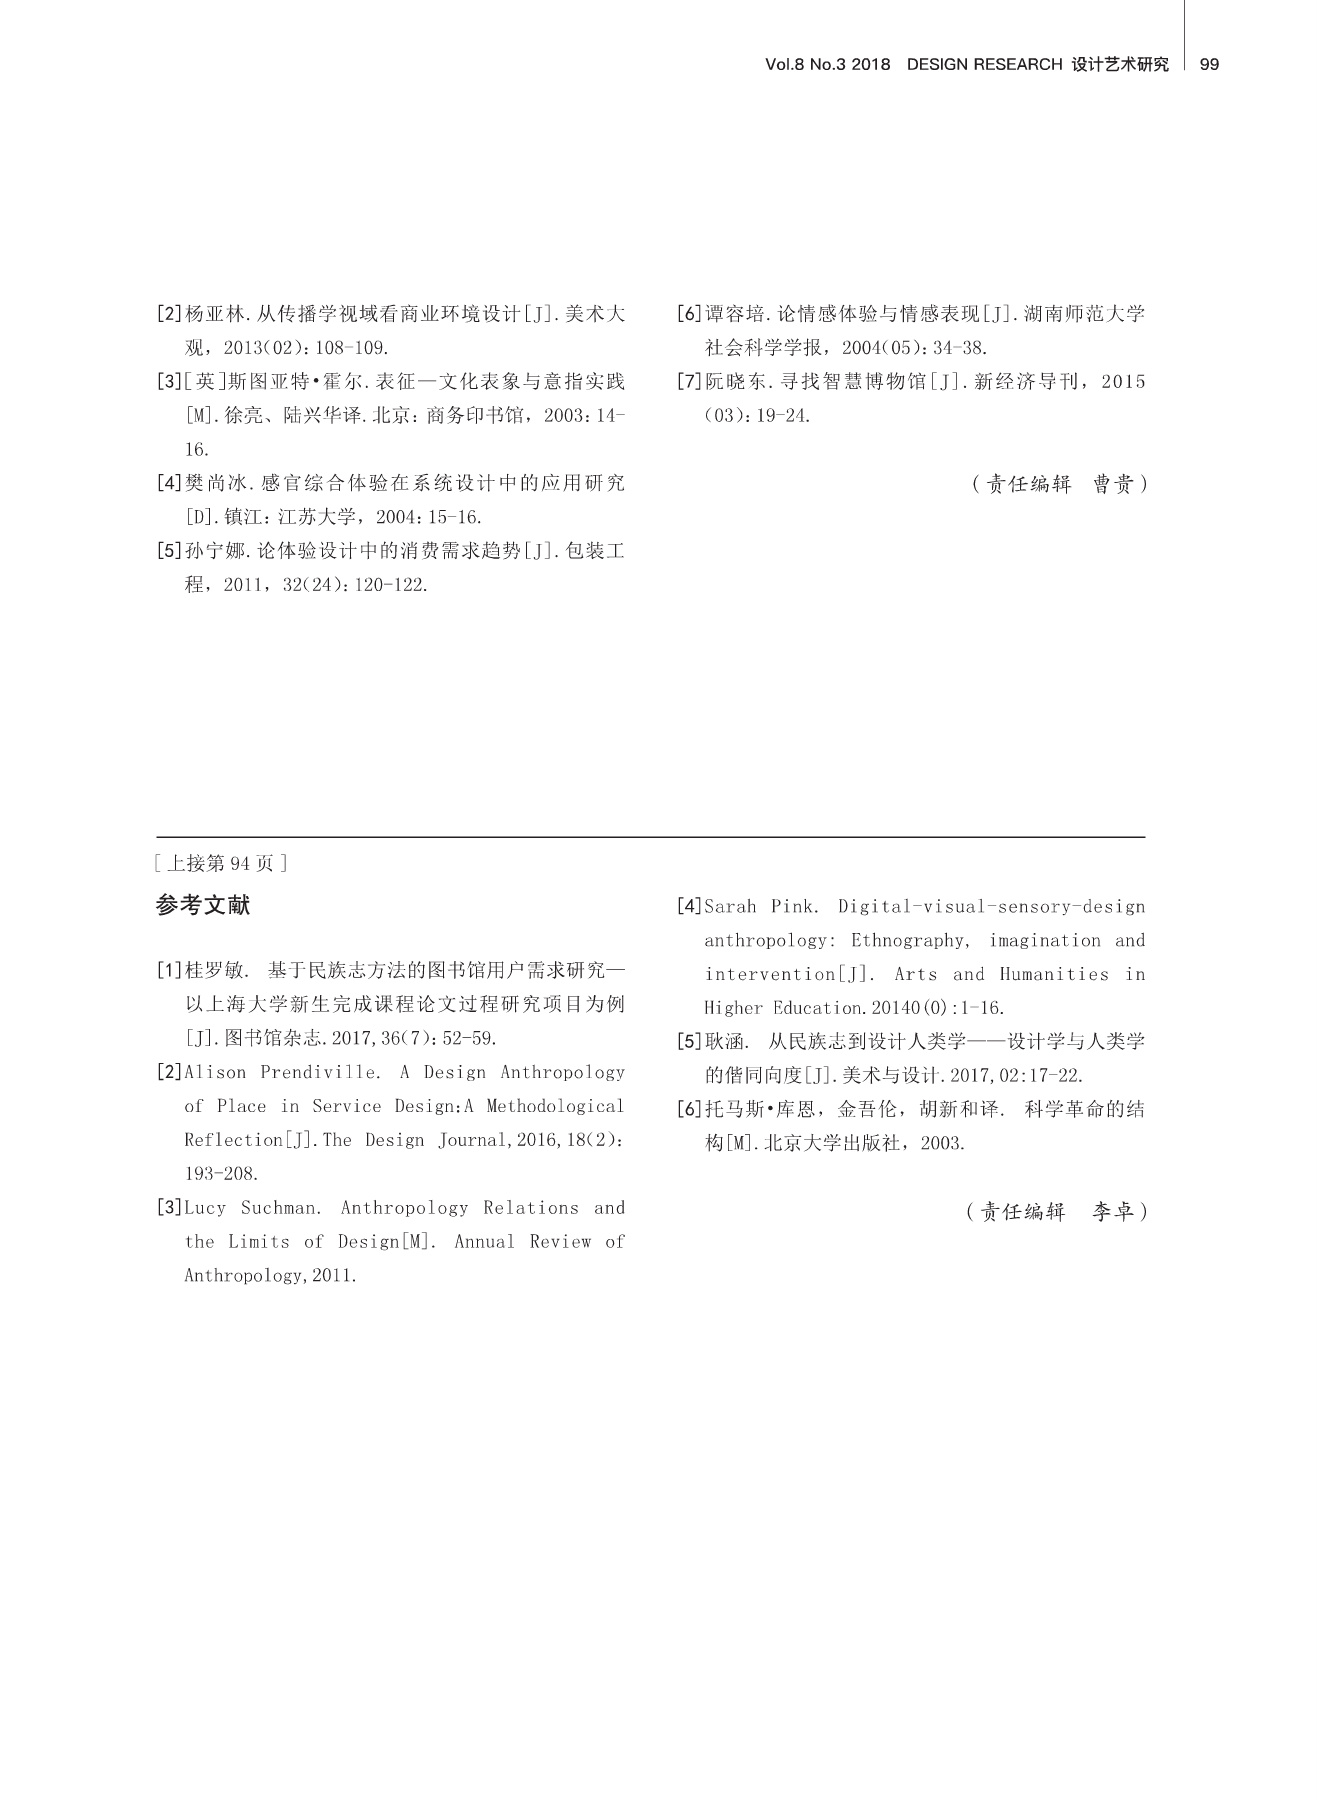 Vol.8 No.3 2018 DESIGN RESEARCH 设计艺术研究 99
[2]杨亚林.从传播学视域看商业环境设计[J].美术大
观，2013(02):108-109.
[3][英]斯图亚特•霍尔.表征—文化表象与意指实践
[M].徐亮、陆兴华译.北京：商务印书馆，2003:14-
16.
[4]樊尚冰.感官综合体验在系统设计中的应用研究
[D].镇江：江苏大学，2004:15-16.
[5]孙宁娜.论体验设计中的消费需求趋势[J].包装工
程，2011，32(24):120-122.
[6]谭容培.论情感体验与情感表现[J].湖南师范大学
社会科学学报，2004(05):34-38.
[7]阮晓东.寻找智慧博物馆[J].新经济导刊，2015
(03):19-24.
（责任编辑 曹贵）
[上接第94页]
参考文献
[1]桂罗敏. 基于民族志方法的图书馆用户需求研究—
以上海大学新生完成课程论文过程研究项目为例
[J].图书馆杂志.2017,36(7):52-59.
[2]Alison Prendiville. A Design Anthropology
of Place in Service Design:A Methodological
Reflection[J].The Design Journal,2016,18(2):
193-208.
[3]Lucy Suchman. Anthropology Relations and
the Limits of Design[M]. Annual Review of
Anthropology,2011.
[4]Sarah Pink. Digital-visual-sensory-design
anthropology: Ethnography, imagination and
intervention[J]. Arts and Humanities in
Higher Education.20140(0):1-16.
[5]耿涵. 从民族志到设计人类学——设计学与人类学
的偕同向度[J].美术与设计.2017,02:17-22.
[6]托马斯•库恩，金吾伦，胡新和译. 科学革命的结
构[M].北京大学出版社，2003.
（责任编辑 李卓）